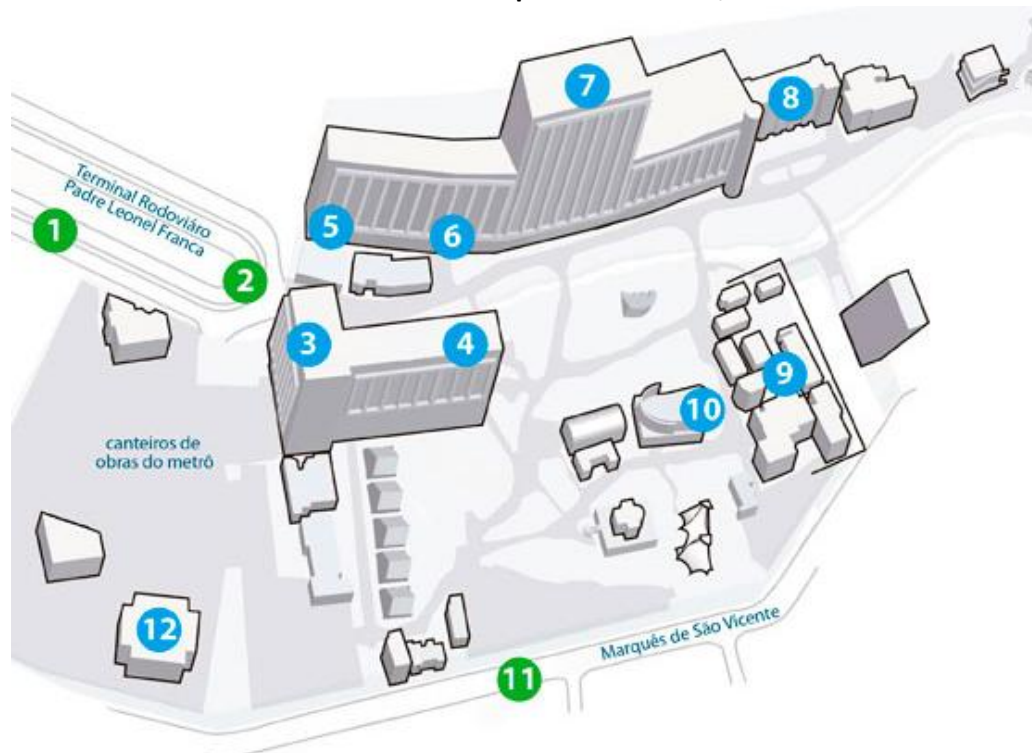 7
8
Terminal Rodoviáro
Padre Leonel Franca
1
5
6
2
3
4
9
10
canteiros de
obras do metrô
12
Marquês de São Vicente
11